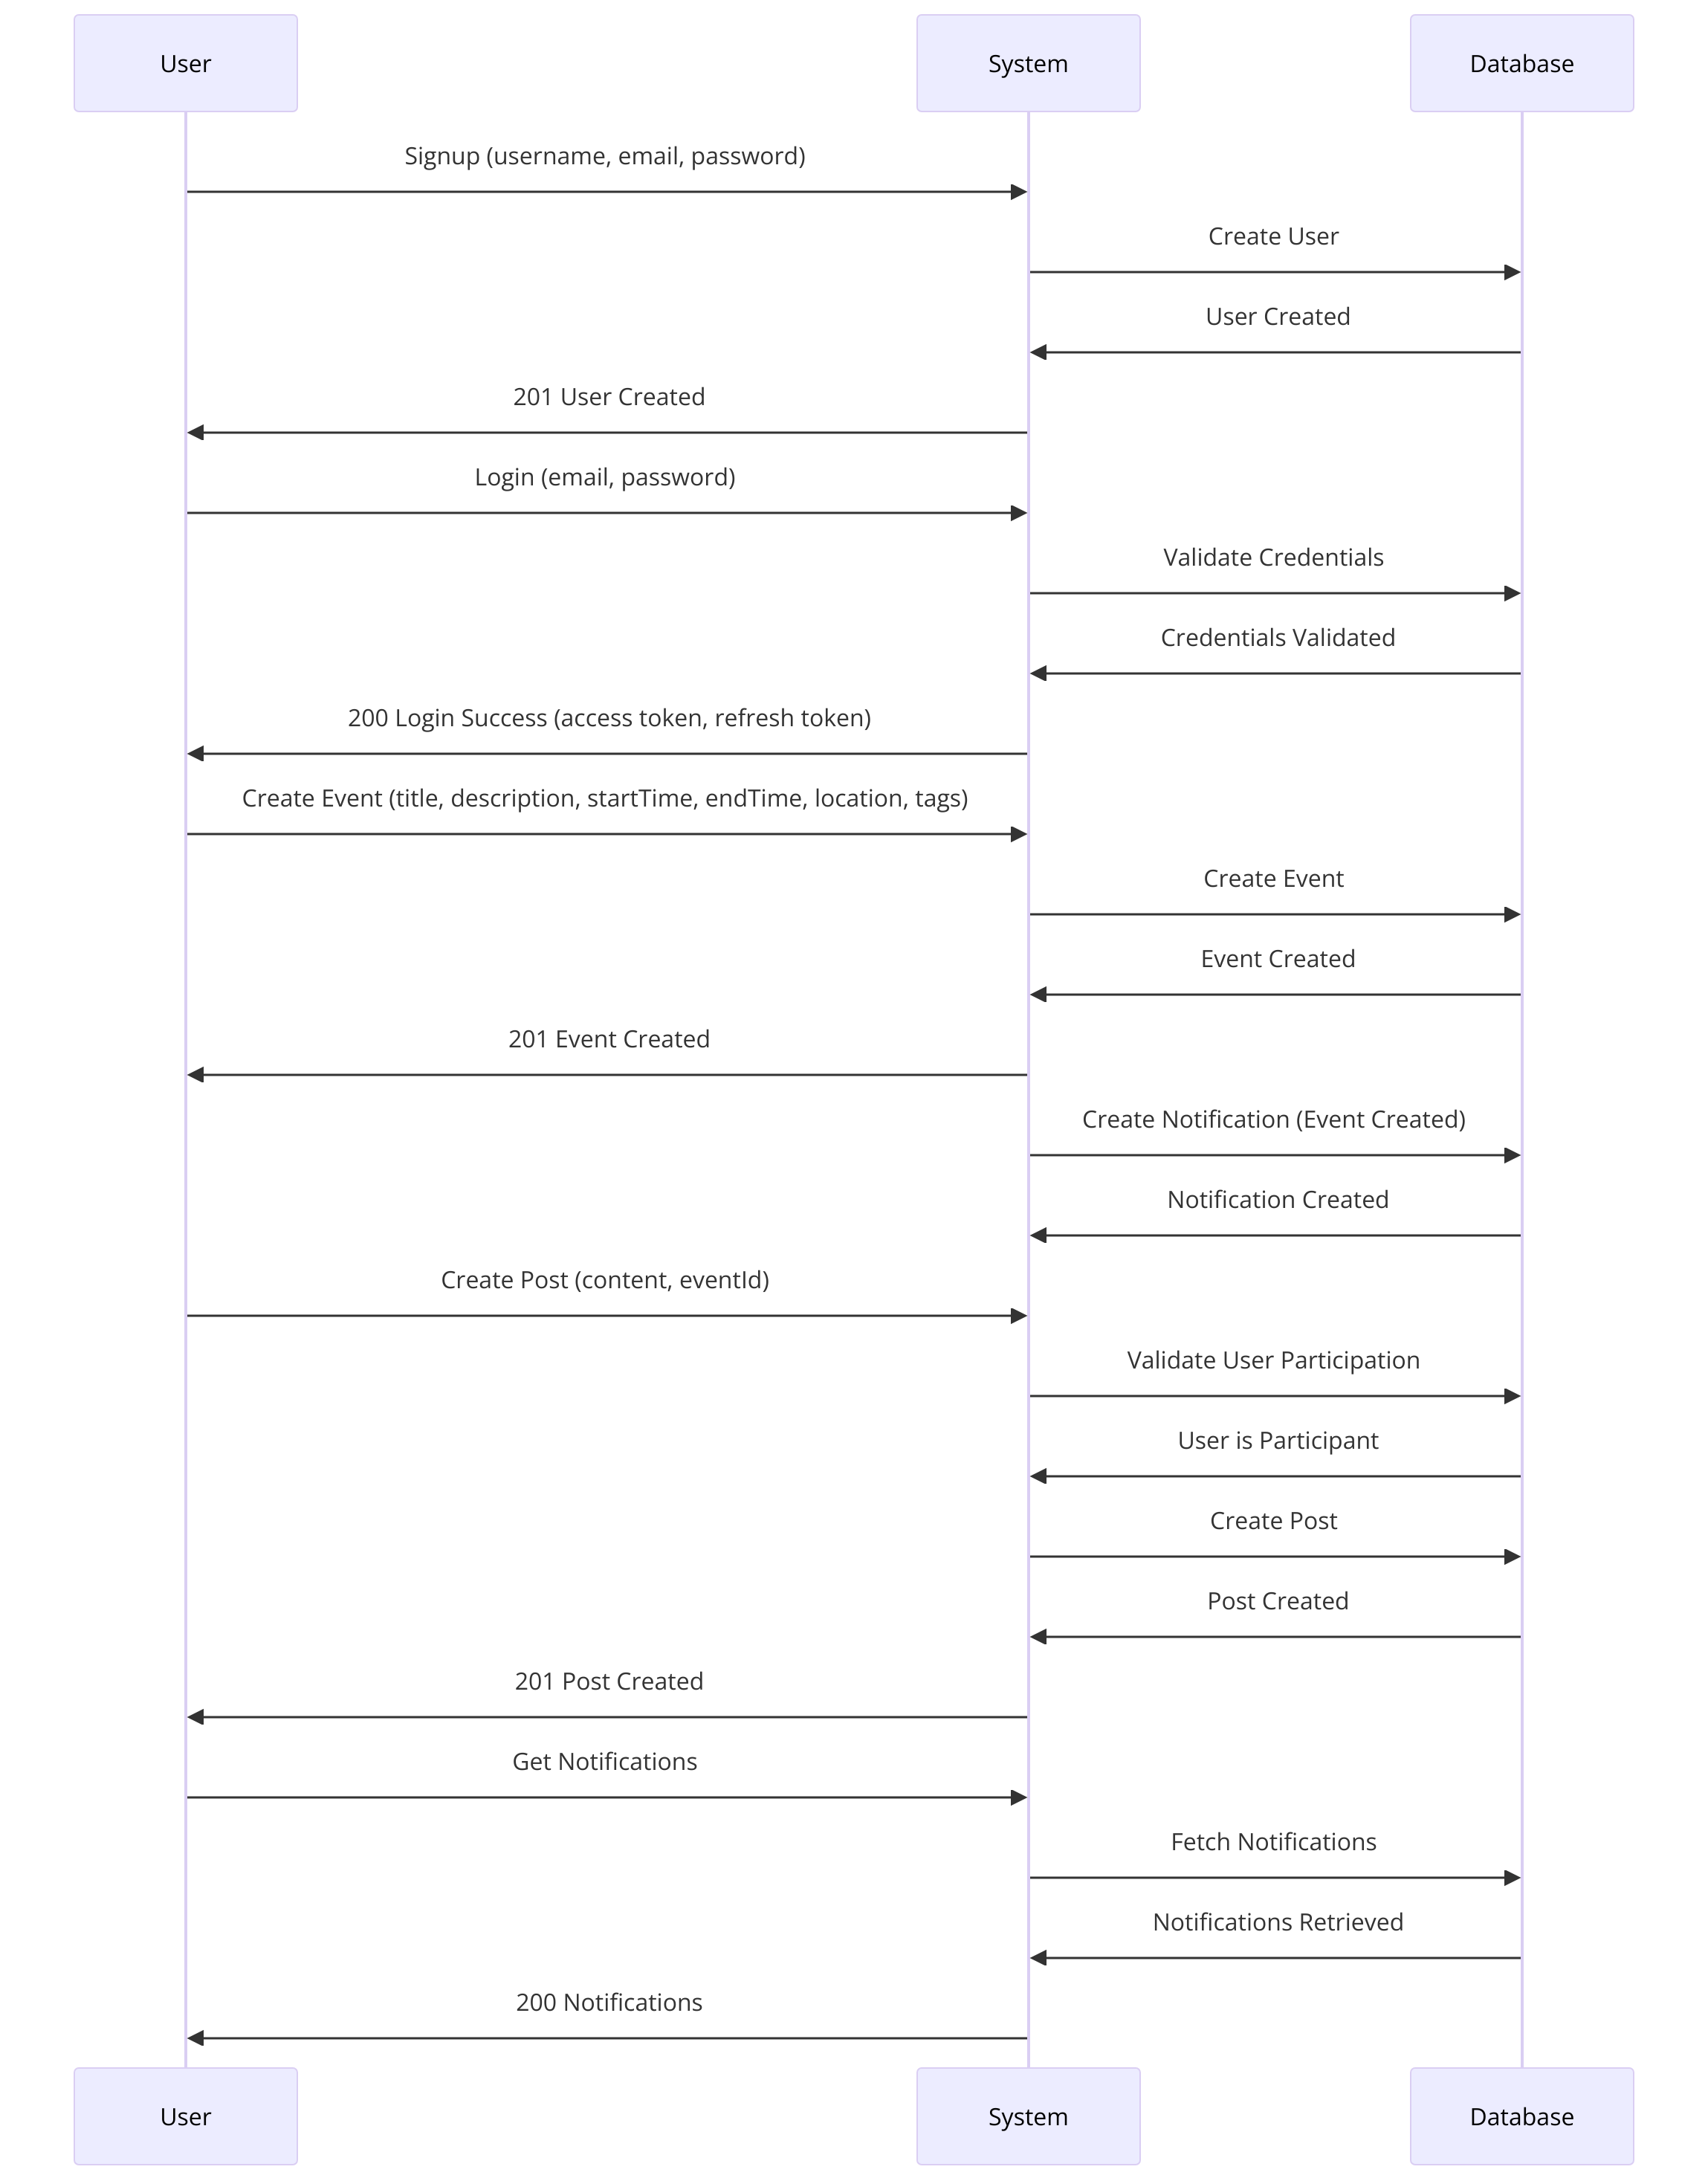 User
System
Database
Signup (username, email, password)
Create User
User Created
201 User Created
Login (email, password)
Validate Credentials
Credentials Validated
200 Login Success (access token, refresh token)
Create Event (title, description, startTime, endTime, location, tags)
Create Event
Event Created
201 Event Created
Create Notification (Event Created)
Notification Created
Create Post (content, eventId)
Validate User Participation
User is Participant
Create Post
Post Created
201 Post Created
Get Notifications
Fetch Notifications
Notifications Retrieved
200 Notifications
User
System
Database